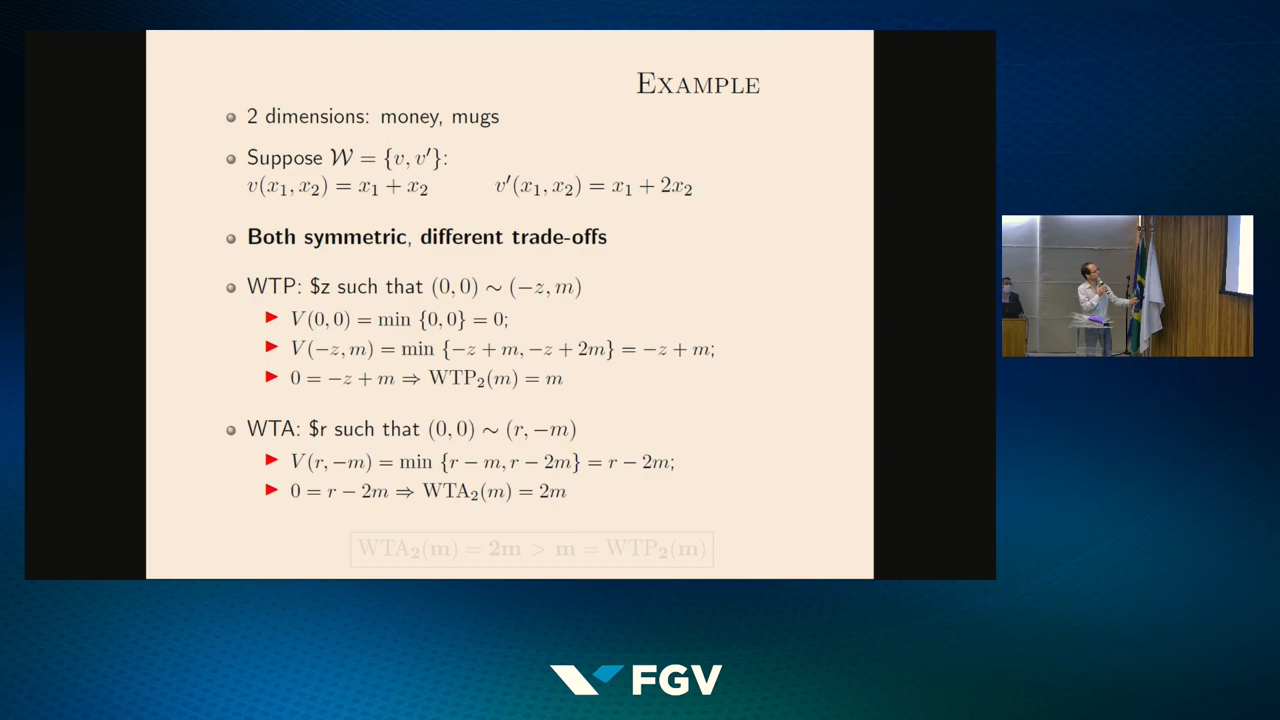 Example
2 dimensions: money, mugs
Suppose 𝒲 = {v, v′}:
v(x₁, x₂) = x₁ + x₂ v′(x₁, x₂) = x₁ + 2x₂
Both symmetric, different trade-offs
WTP: $z such that (0, 0) ∼ (−z, m)
V(0, 0) = min {0, 0} = 0;
V(−z, m) = min {−z + m, −z + 2m} = −z + m;
0 = −z + m ⇒ WTP₂(m) = m
WTA: $r such that (0, 0) ∼ (r, −m)
V(r, −m) = min {r − m, r − 2m} = r − 2m;
0 = r − 2m ⇒ WTA₂(m) = 2m
WTA₂(m) = 2m > m = WTP₂(m)
FGV